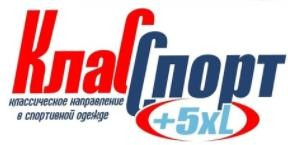 КлаССпорт
классическое направление
в спортивной одежде
+5xL